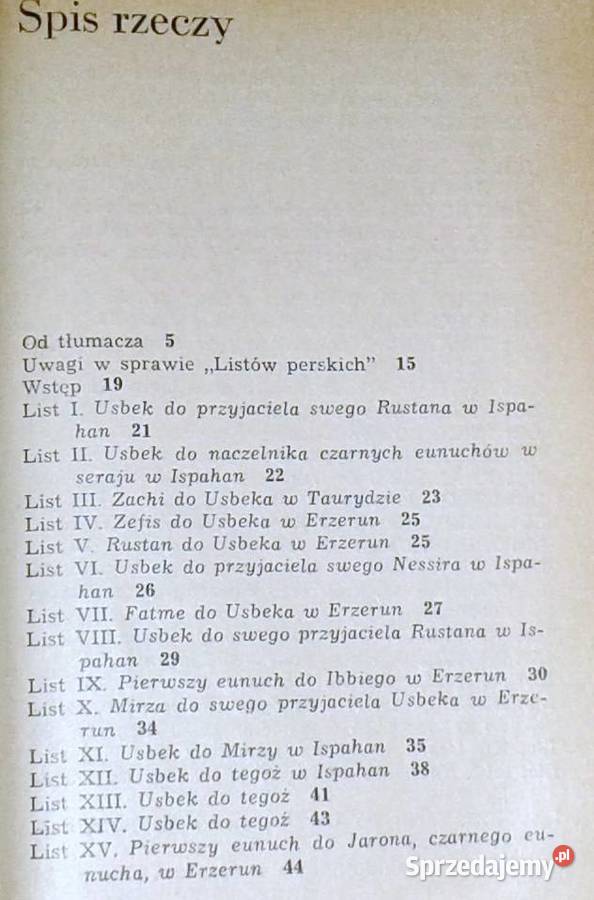 Spis rzeczy
Od tłumacza 5
Uwagi w sprawie „Listów perskich” 15
Wstęp 19
List I. Usbek do przyjaciela swego Rustana w Ispa-
han 21
List II. Usbek do naczelnika czarnych eunuchów w
seraju w Ispahan 22
List III. Zachi do Usbeka w Taurydzie 23
List IV. Zefis do Usbeka w Erzerun 25
List V. Rustan do Usbeka w Erzerun 25
List VI. Usbek do przyjaciela swego Nessira w Ispa-
han 26
List VII. Fatme do Usbeka w Erzerun 27
List VIII. Usbek do swego przyjaciela Rustana w Is-
pahan 29
List IX. Pierwszy eunuch do Ibbiego w Erzerun 30
List X. Mirza do swego przyjaciela Usbeka w Erze-
run 34
List XI. Usbek do Mirzy w Ispahan 35
List XII. Usbek do tegoż w Ispahan 38
List XIII. Usbek do tegoż 41
List XIV. Usbek do tegoż 43
List XV. Pierwszy eunuch do Jarona, czarnego eu-
nucha, w Erzerun 44
Sprzedajemy.pl